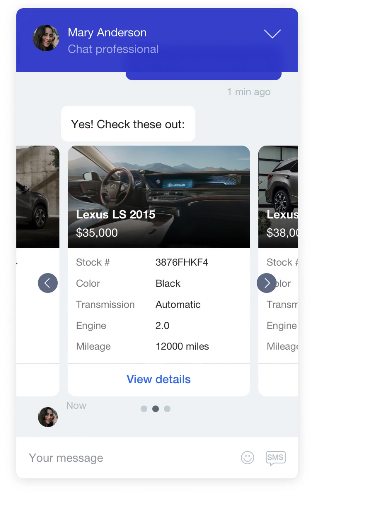 Mary Anderson
Chat professional
1 min ago
Yes! Check these out:
Lexus LS 2015
$35,000
Stock # 3876FHKF4
Color Black
Transmission Automatic
Engine 2.0
Mileage 12000 miles
View details
Lexus
$38,00
Stock #
olor
Transm
Engine
Mileage
Now
Your message
SMS